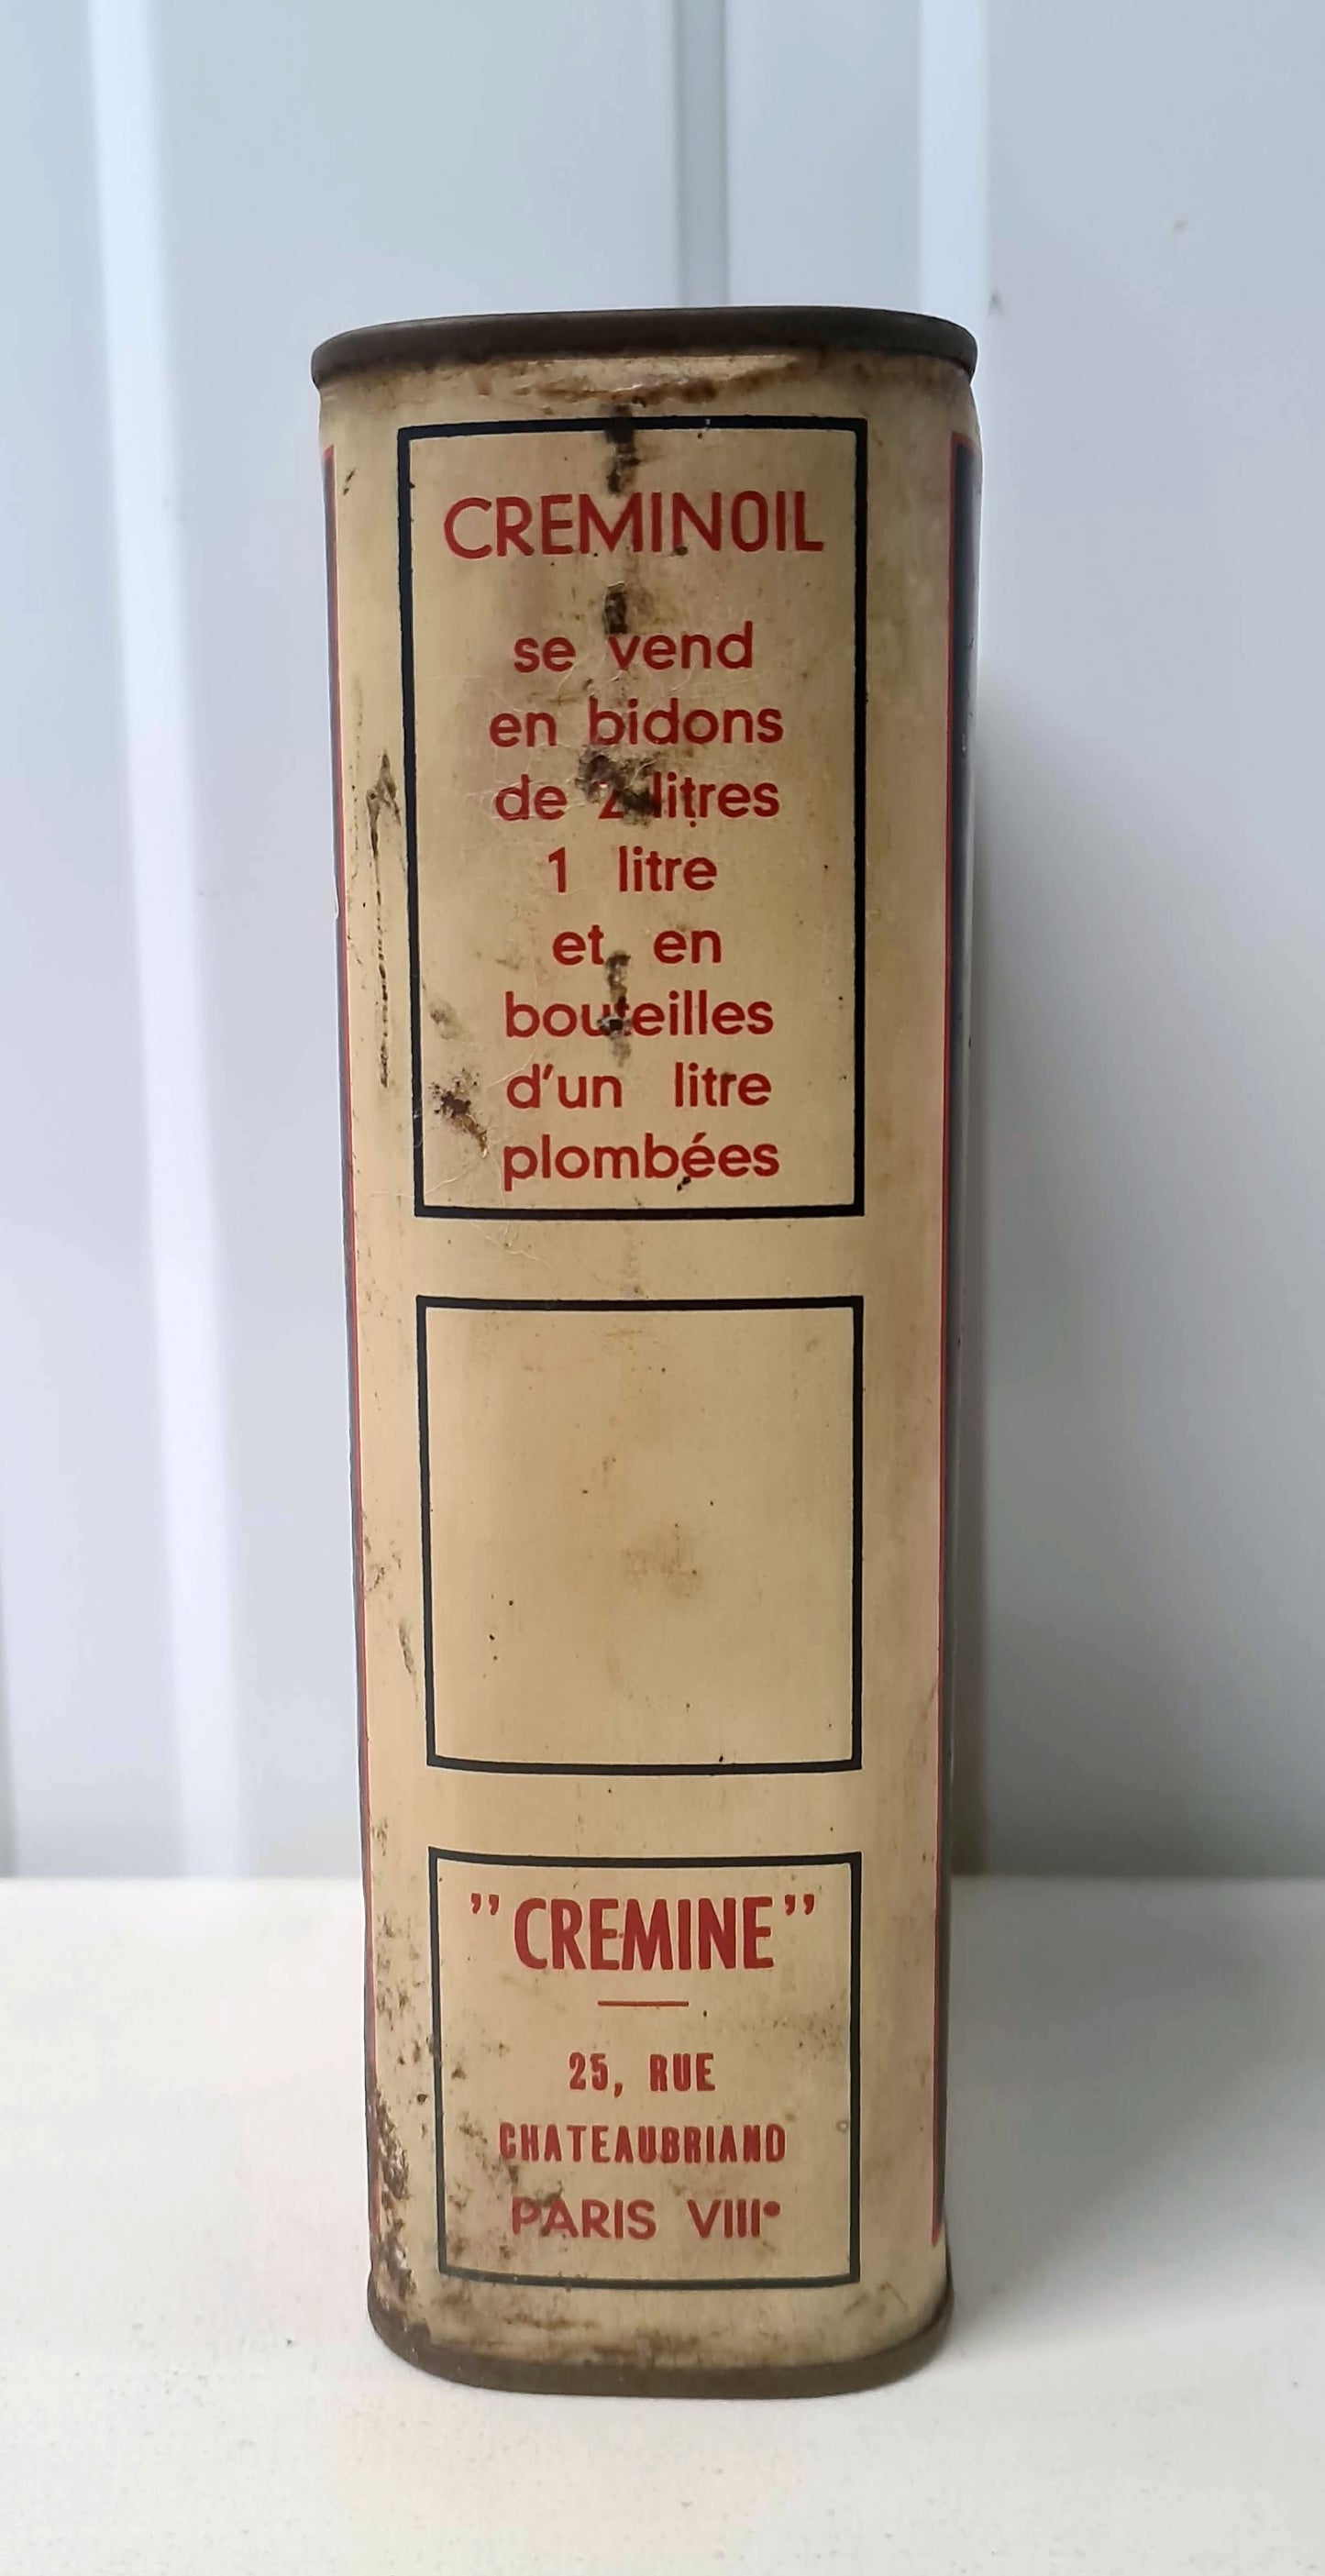 CREMINOIL
se vend
en bidons
de 2 litres
1 litre
et en
bouteilles
d'un litre
plombées
"CREMINE"
25, RUE
CHATEAUBRIAND
PARIS VIIIe